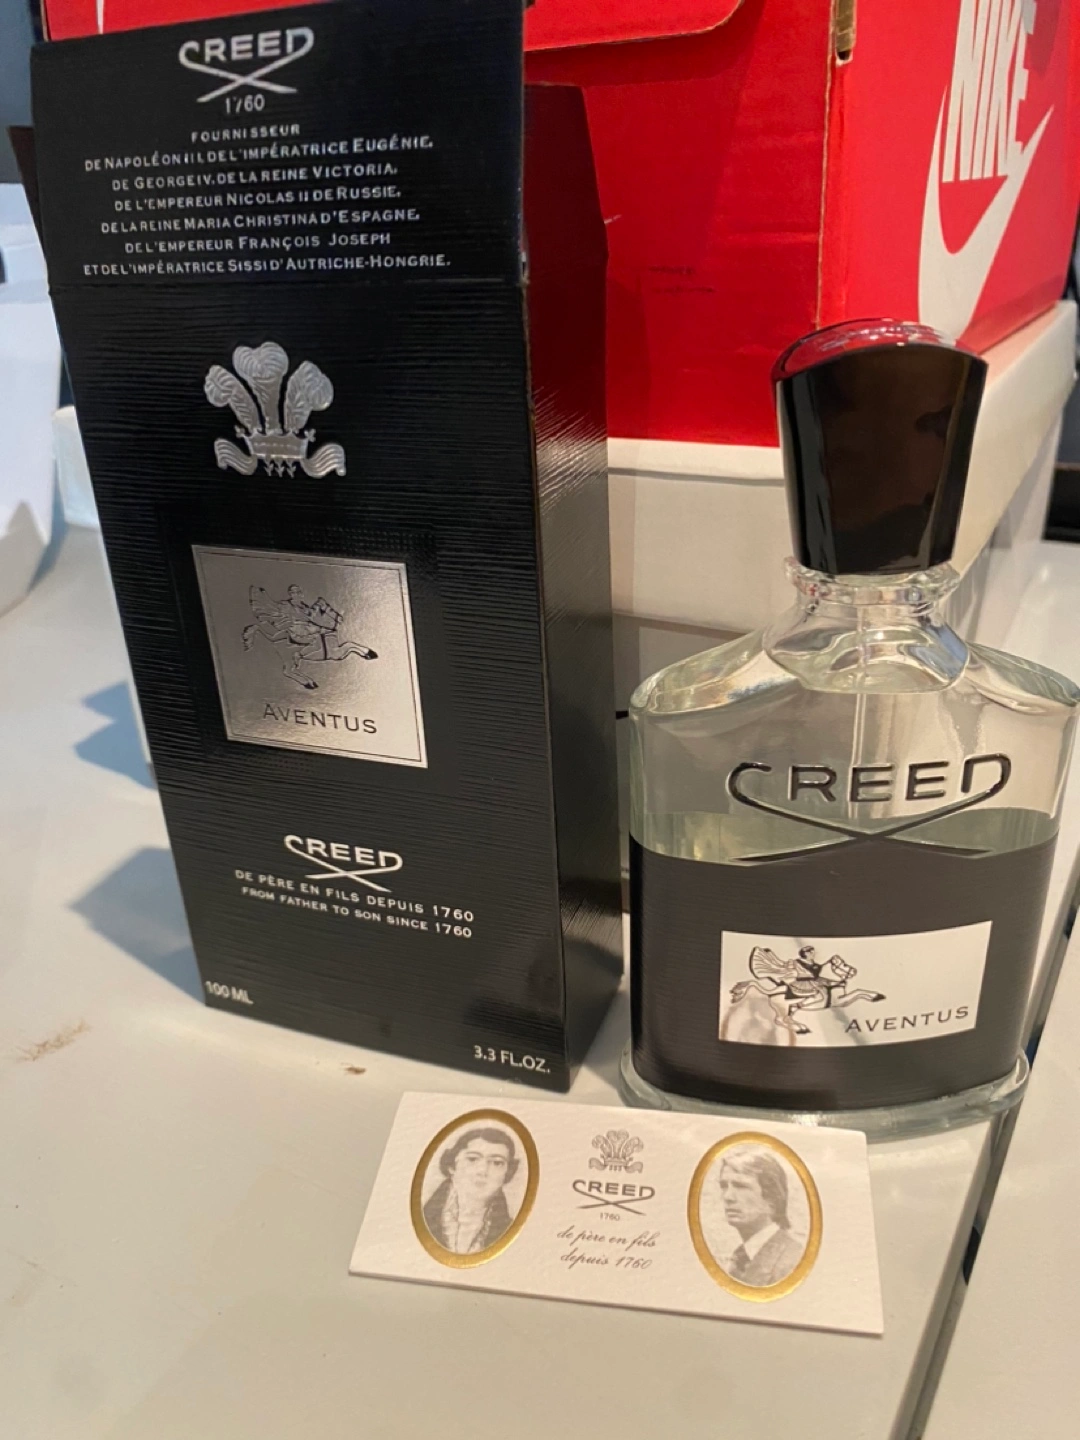 CREED
1760
FOURNISSEUR
DE NAPOLÉON III, DE L'IMPÉRATRICE EUGÉNIE,
DE GEORGE IV, DE LA REINE VICTORIA,
DE L'EMPEREUR NICOLAS II DE RUSSIE,
DE LA REINE MARIA CHRISTINA D'ESPAGNE,
DE L'EMPEREUR FRANÇOIS JOSEPH
ET DE L'IMPÉRATRICE SISSI D'AUTRICHE-HONGRIE.
AVENTUS
CREED
DE PÈRE EN FILS DEPUIS 1760
FROM FATHER TO SON SINCE 1760
100 ML
3.3 FL.OZ.
NIKE
CREED
AVENTUS
CREED
1760
de père en fils
depuis 1760